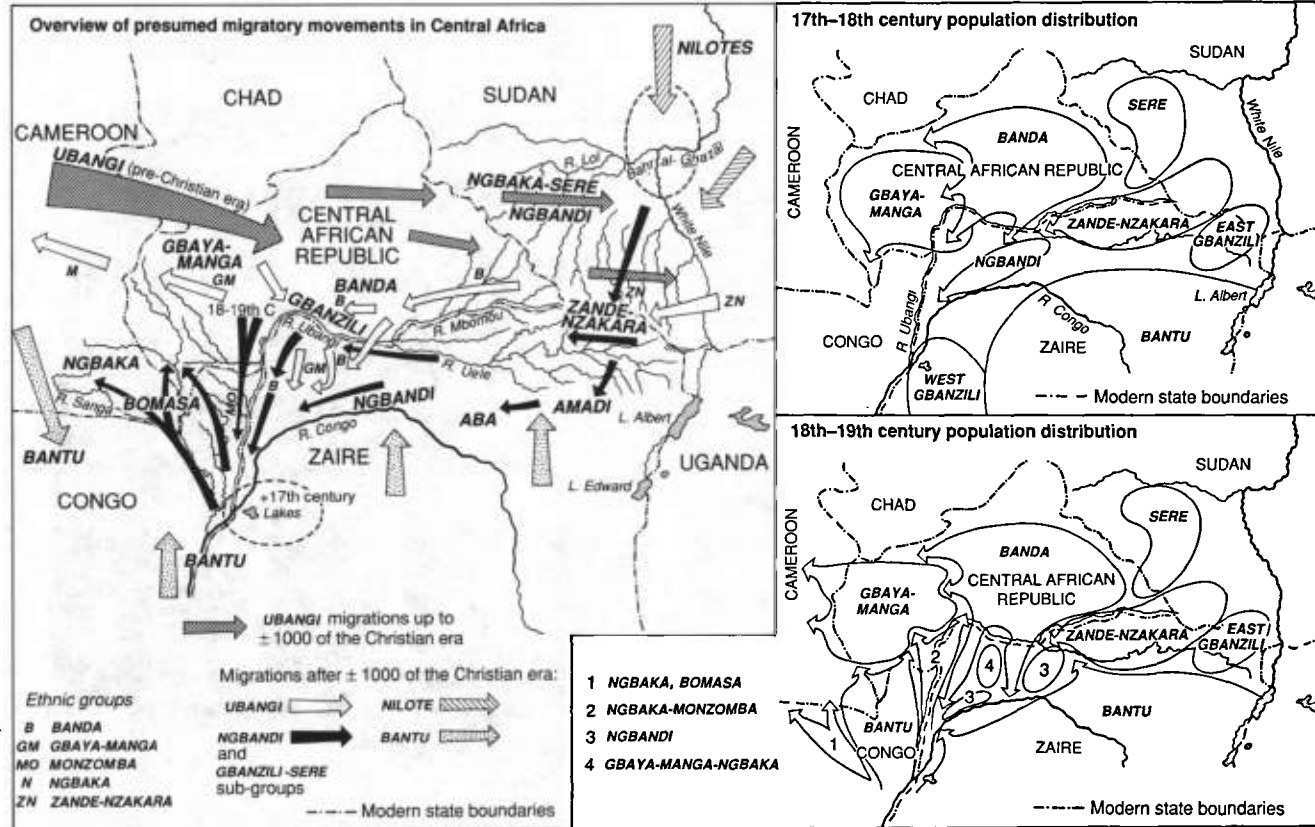 Overview of presumed migratory movements in Central Africa
NILOTES
CHAD
SUDAN
CAMEROON
UBANGI (pre-Christian era)
R. Lol
Bahr al-Ghazāl
NGBAKA-SERE
NGBANDI
White Nile
CENTRAL
AFRICAN
REPUBLIC
GBAYA-
MANGA
M
GM
B
ZN
BANDA
B
ZN
18-19th C
GBANZILI
R. Ubangi
R. Mbomou
ZANDE-
NZAKARA
B
GM
R. Uele
NGBAKA
R. Sanga
BOMASA
MO
B
NGBANDI
ABA
AMADI
L. Albert
R. Congo
BANTU
ZAIRE
UGANDA
L. Edward
CONGO
+17th century
Lakes
BANTU
UBANGI migrations up to
± 1000 of the Christian era
Migrations after ± 1000 of the Christian era:
UBANGI
NILOTE
NGBANDI
and
GBANZILI-SERE
sub-groups
BANTU
Modern state boundaries
Ethnic groups
B BANDA
GM GBAYA-MANGA
MO MONZOMBA
N NGBAKA
ZN ZANDE-NZAKARA
17th–18th century population distribution
SUDAN
CHAD
SERE
White Nile
BANDA
CAMEROON
CENTRAL AFRICAN REPUBLIC
GBAYA-
MANGA
ZANDE-NZAKARA
EAST
GBANZILI
NGBANDI
L. Albert
R. Ubangi
R. Congo
CONGO
ZAIRE
BANTU
WEST
GBANZILI
Modern state boundaries
18th–19th century population distribution
SUDAN
CHAD
SERE
CAMEROON
BANDA
CENTRAL AFRICAN
REPUBLIC
GBAYA-
MANGA
ZANDE-NZAKARA
EAST
GBANZILI
2
4
3
3
BANTU
CONGO
1
BANTU
ZAIRE
Modern state boundaries
1 NGBAKA, BOMASA
2 NGBAKA-MONZOMBA
3 NGBANDI
4 GBAYA-MANGA-NGBAKA